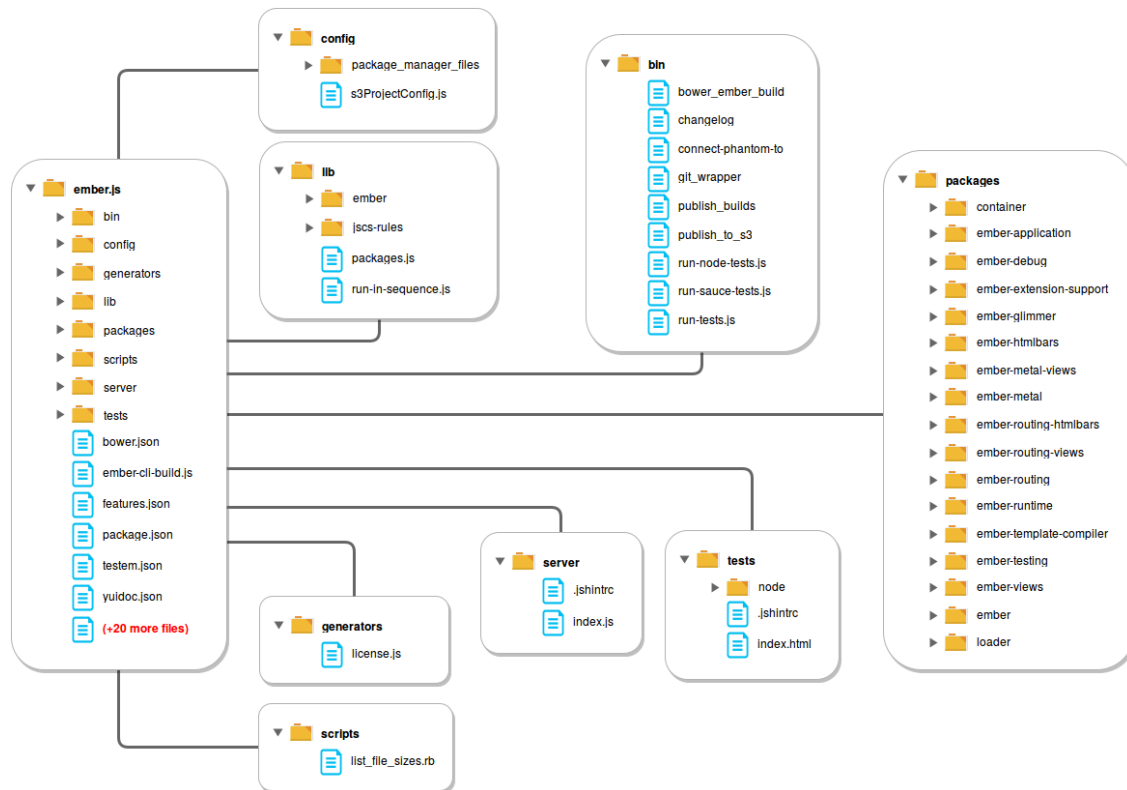 config
package_manager_files
s3ProjectConfig.js
lib
ember
jscs-rules
packages.js
run-in-sequence.js
bin
bower_ember_build
changelog
connect-phantom-to
git_wrapper
publish_builds
publish_to_s3
run-node-tests.js
run-sauce-tests.js
run-tests.js
ember.js
bin
config
generators
lib
packages
scripts
server
tests
bower.json
ember-cli-build.js
features.json
package.json
testem.json
yuidoc.json
(+20 more files)
packages
container
ember-application
ember-debug
ember-extension-support
ember-glimmer
ember-htmlbars
ember-metal-views
ember-metal
ember-routing-htmlbars
ember-routing-views
ember-routing
ember-runtime
ember-template-compiler
ember-testing
ember-views
ember
loader
server
.jshintrc
index.js
tests
node
.jshintrc
index.html
generators
license.js
scripts
list_file_sizes.rb